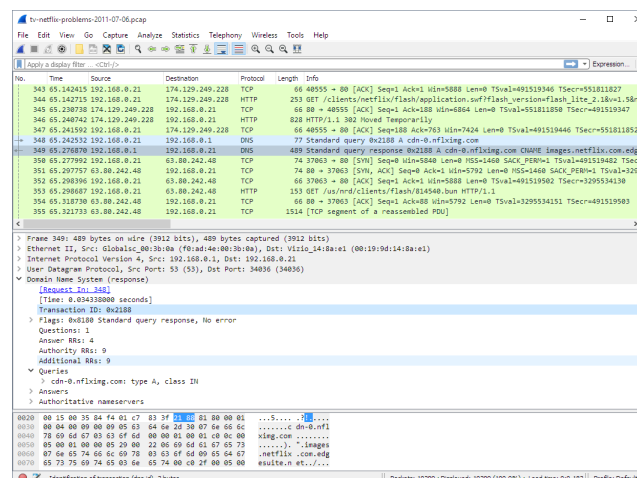 tv-netflix-problems-2011-07-06.pcap
File Edit View Go Capture Analyze Statistics Telephony Wireless Tools Help
Apply a display filter ... <Ctrl-/> Expression...
No. Time Source Destination Protocol Length Info
343 65.142415 192.168.0.21 174.129.249.228 TCP 66 40555 → 80 [ACK] Seq=1 Ack=1 Win=5888 Len=0 TSval=491519346 TSecr=551811827
344 65.142715 192.168.0.21 174.129.249.228 HTTP 253 GET /clients/netflix/flash/application.swf?flash_version=flash_lite_2.1&v=1.5&n
345 65.230738 174.129.249.228 192.168.0.21 TCP 66 80 → 40555 [ACK] Seq=1 Ack=188 Win=6864 Len=0 TSval=551811850 TSecr=491519347
346 65.240742 174.129.249.228 192.168.0.21 HTTP 828 HTTP/1.1 302 Moved Temporarily
347 65.241592 192.168.0.21 174.129.249.228 TCP 66 40555 → 80 [ACK] Seq=188 Ack=763 Win=7424 Len=0 TSval=491519446 TSecr=551811852
348 65.242532 192.168.0.21 192.168.0.1 DNS 77 Standard query 0x2188 A cdn-0.nflximg.com
349 65.276870 192.168.0.1 192.168.0.21 DNS 489 Standard query response 0x2188 A cdn-0.nflximg.com CNAME images.netflix.com.edg
350 65.277992 192.168.0.21 63.80.242.48 TCP 74 37063 → 80 [SYN] Seq=0 Win=5840 Len=0 MSS=1460 SACK_PERM=1 TSval=491519482 TSec
351 65.297757 63.80.242.48 192.168.0.21 TCP 74 80 → 37063 [SYN, ACK] Seq=0 Ack=1 Win=5792 Len=0 MSS=1460 SACK_PERM=1 TSval=329
352 65.298396 192.168.0.21 63.80.242.48 TCP 66 37063 → 80 [ACK] Seq=1 Ack=1 Win=5888 Len=0 TSval=491519502 TSecr=3295534130
353 65.298687 192.168.0.21 63.80.242.48 HTTP 153 GET /us/nrd/clients/flash/814540.bun HTTP/1.1
354 65.318730 63.80.242.48 192.168.0.21 TCP 66 80 → 37063 [ACK] Seq=1 Ack=88 Win=5792 Len=0 TSval=3295534151 TSecr=491519503
355 65.321733 63.80.242.48 192.168.0.21 TCP 1514 [TCP segment of a reassembled PDU]
Frame 349: 489 bytes on wire (3912 bits), 489 bytes captured (3912 bits)
Ethernet II, Src: Globalsc_00:3b:0a (f0:ad:4e:00:3b:0a), Dst: Vizio_14:8a:e1 (00:19:9d:14:8a:e1)
Internet Protocol Version 4, Src: 192.168.0.1, Dst: 192.168.0.21
User Datagram Protocol, Src Port: 53 (53), Dst Port: 34036 (34036)
Domain Name System (response)
[Request In: 348]
[Time: 0.034338000 seconds]
Transaction ID: 0x2188
Flags: 0x8180 Standard query response, No error
Questions: 1
Answer RRs: 4
Authority RRs: 9
Additional RRs: 9
Queries
cdn-0.nflximg.com: type A, class IN
Answers
Authoritative nameservers
0020 00 15 00 35 84 f4 01 c7 83 3f 21 88 81 80 00 01 ...5.... .?!.....
0030 00 04 00 09 00 09 05 63 64 6e 2d 30 07 6e 66 6c .......c dn-0.nfl
0040 78 69 6d 67 03 63 6f 6d 00 00 01 00 01 c0 0c 00 ximg.com ........
0050 05 00 01 00 00 05 29 00 22 06 69 6d 61 67 65 73 ......). ".images
0060 07 6e 65 74 66 6c 69 78 03 63 6f 6d 09 65 64 67 .netflix .com.edg
0070 65 73 75 69 74 65 03 6e 65 74 00 c0 2f 00 05 00 esuite.n et../...